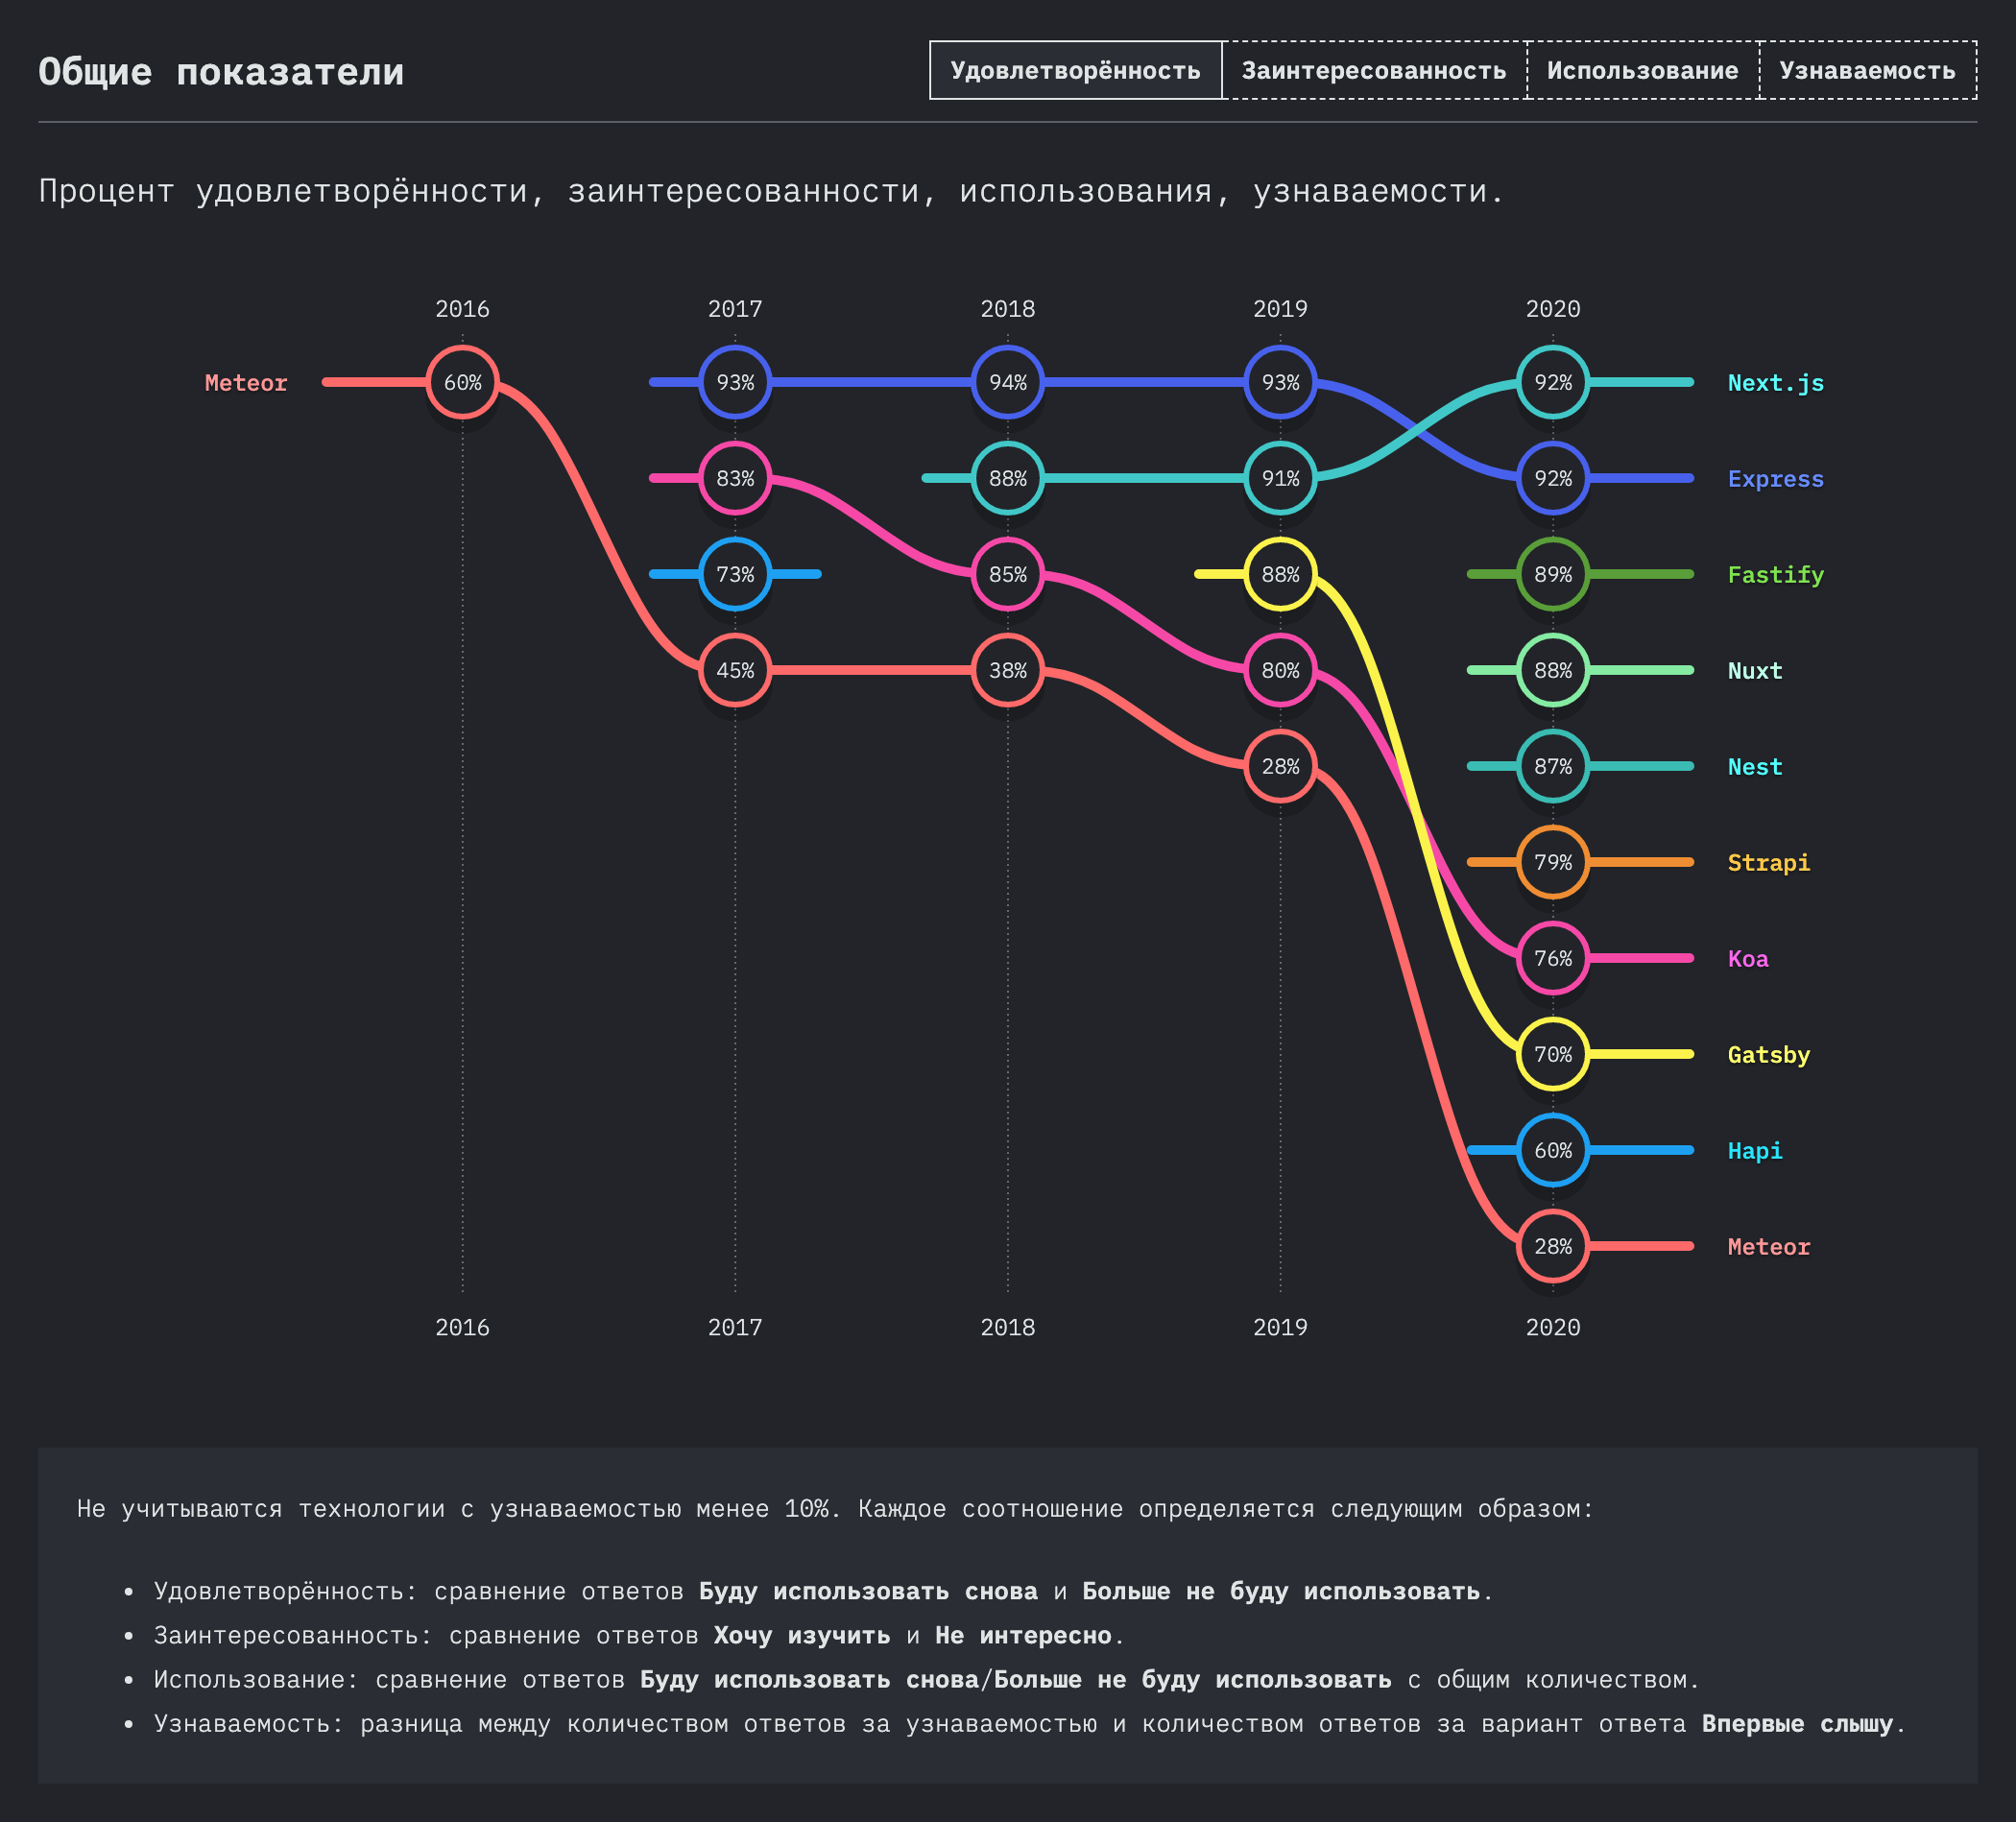 Общие показатели
Удовлетворённость Заинтересованность Использование Узнаваемость
Процент удовлетворённости, заинтересованности, использования, узнаваемости.
2016 2017 2018 2019 2020
Meteor 60% 93% 94% 93% 92% Next.js
83% 88% 91% 92% Express
73% 85% 88% 89% Fastify
45% 38% 80% 88% Nuxt
28% 87% Nest
79% Strapi
76% Koa
70% Gatsby
60% Hapi
28% Meteor
2016 2017 2018 2019 2020
Не учитываются технологии с узнаваемостью менее 10%. Каждое соотношение определяется следующим образом:
• Удовлетворённость: сравнение ответов Буду использовать снова и Больше не буду использовать.
• Заинтересованность: сравнение ответов Хочу изучить и Не интересно.
• Использование: сравнение ответов Буду использовать снова/Больше не буду использовать с общим количеством.
• Узнаваемость: разница между количеством ответов за узнаваемостью и количеством ответов за вариант ответа Впервые слышу.